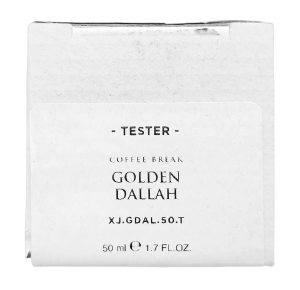 - TESTER -
COFFEE BREAK
GOLDEN
DALLAH
XJ.GDAL.50.T
50 ml ℮ 1.7 FL.OZ.